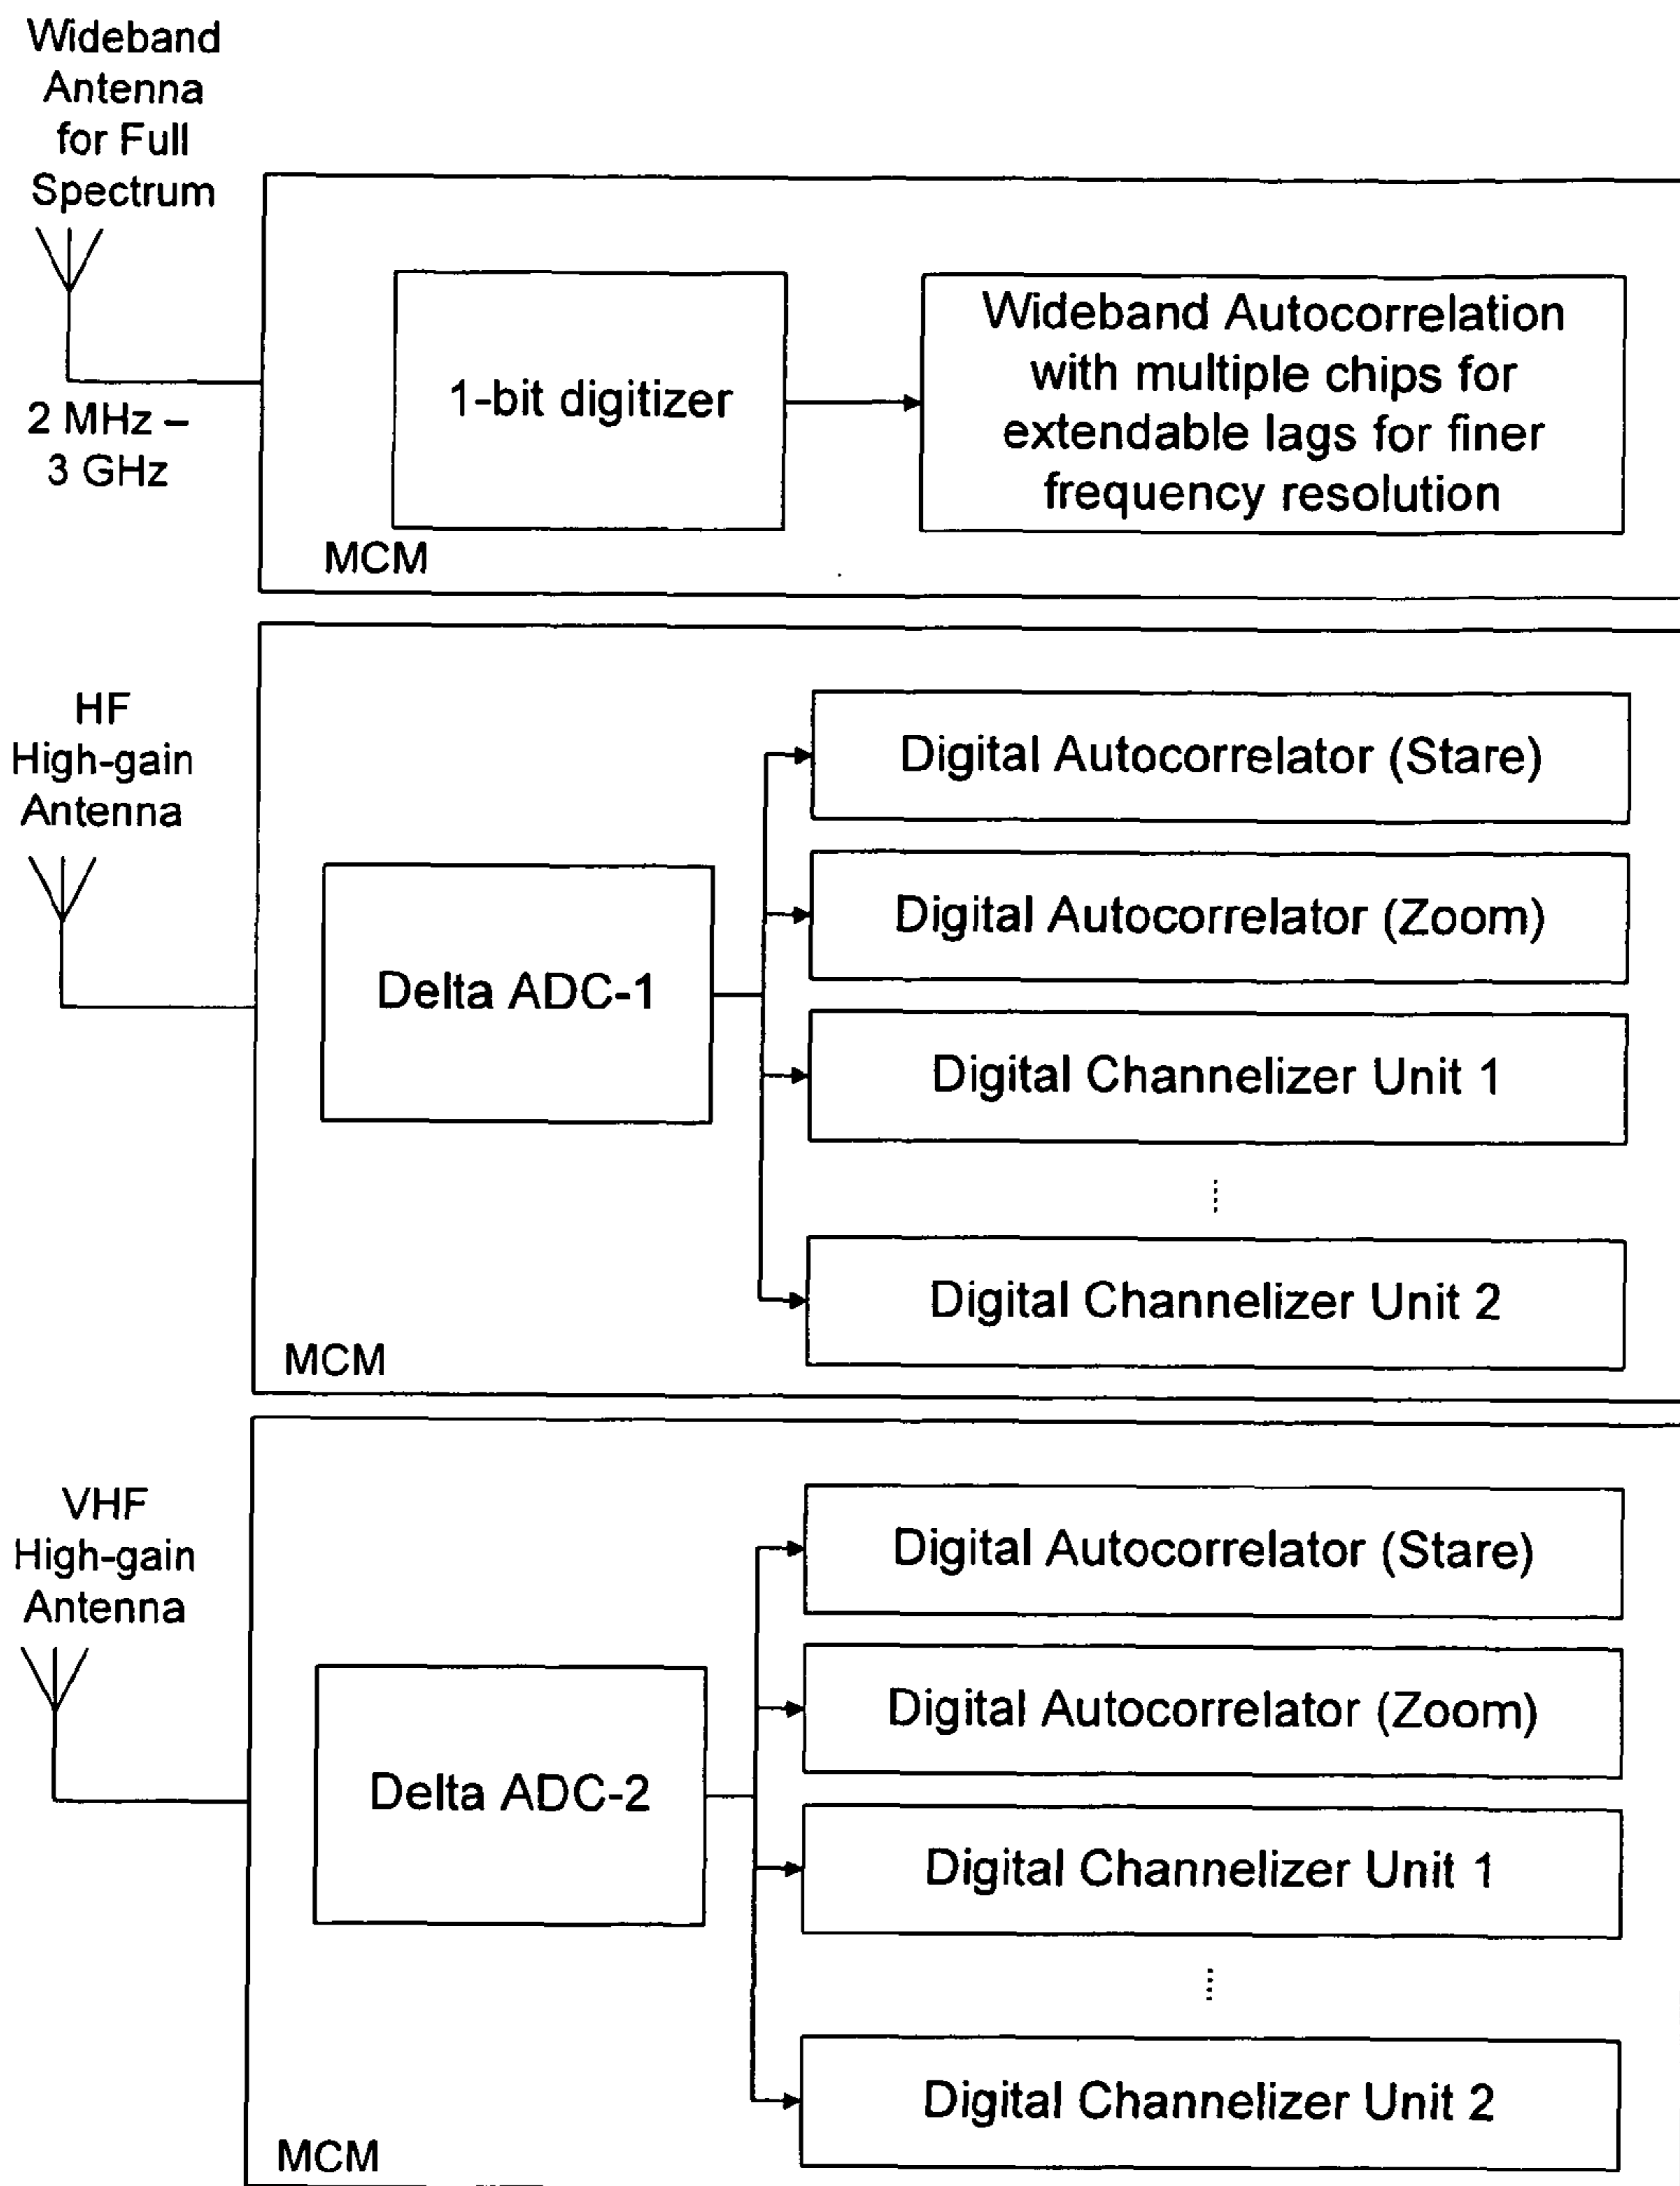 Wideband
Antenna
for Full
Spectrum
2 MHz –
3 GHz
1-bit digitizer
Wideband Autocorrelation
with multiple chips for
extendable lags for finer
frequency resolution
MCM
HF
High-gain
Antenna
Delta ADC-1
Digital Autocorrelator (Stare)
Digital Autocorrelator (Zoom)
Digital Channelizer Unit 1
Digital Channelizer Unit 2
MCM
VHF
High-gain
Antenna
Delta ADC-2
Digital Autocorrelator (Stare)
Digital Autocorrelator (Zoom)
Digital Channelizer Unit 1
Digital Channelizer Unit 2
MCM